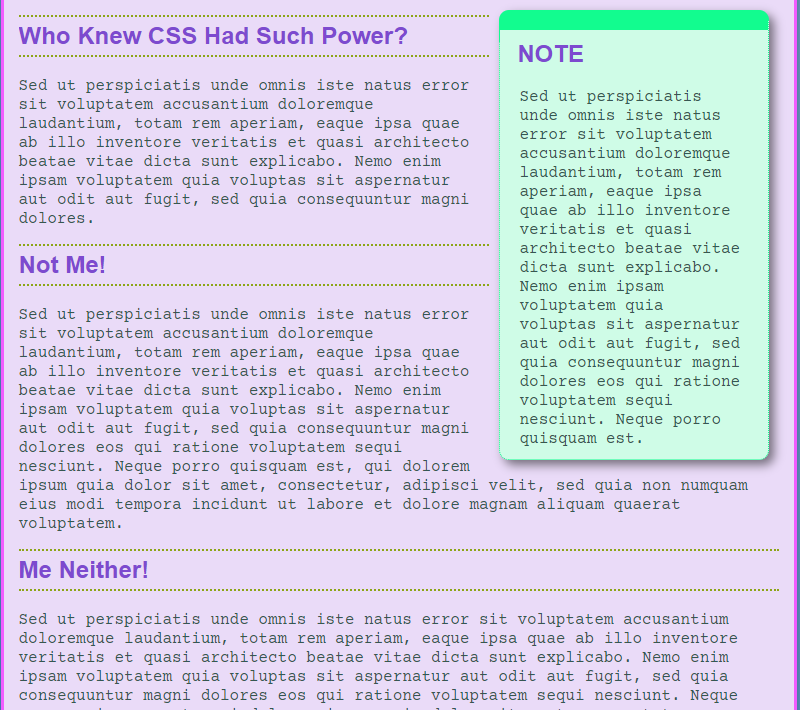 Who Knew CSS Had Such Power?
Sed ut perspiciatis unde omnis iste natus error
sit voluptatem accusantium doloremque
laudantium, totam rem aperiam, eaque ipsa quae
ab illo inventore veritatis et quasi architecto
beatae vitae dicta sunt explicabo. Nemo enim
ipsam voluptatem quia voluptas sit aspernatur
aut odit aut fugit, sed quia consequuntur magni
dolores.
NOTE
Sed ut perspiciatis
unde omnis iste natus
error sit voluptatem
accusantium doloremque
laudantium, totam rem
aperiam, eaque ipsa
quae ab illo inventore
veritatis et quasi
architecto beatae vitae
dicta sunt explicabo.
Nemo enim ipsam
voluptatem quia
voluptas sit aspernatur
aut odit aut fugit, sed
quia consequuntur magni
dolores eos qui ratione
voluptatem sequi
nesciunt. Neque porro
quisquam est.
Not Me!
Sed ut perspiciatis unde omnis iste natus error
sit voluptatem accusantium doloremque
laudantium, totam rem aperiam, eaque ipsa quae
ab illo inventore veritatis et quasi architecto
beatae vitae dicta sunt explicabo. Nemo enim
ipsam voluptatem quia voluptas sit aspernatur
aut odit aut fugit, sed quia consequuntur magni
dolores eos qui ratione voluptatem sequi
nesciunt. Neque porro quisquam est, qui dolorem
ipsum quia dolor sit amet, consectetur, adipisci velit, sed quia non numquam
eius modi tempora incidunt ut labore et dolore magnam aliquam quaerat
voluptatem.
Me Neither!
Sed ut perspiciatis unde omnis iste natus error sit voluptatem accusantium
doloremque laudantium, totam rem aperiam, eaque ipsa quae ab illo inventore
veritatis et quasi architecto beatae vitae dicta sunt explicabo. Nemo enim
ipsam voluptatem quia voluptas sit aspernatur aut odit aut fugit, sed quia
consequuntur magni dolores eos qui ratione voluptatem sequi nesciunt. Neque